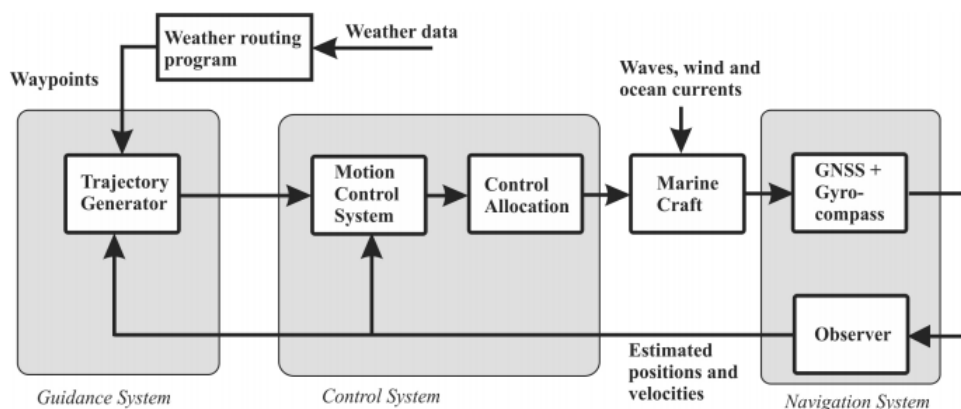 Weather routing
program
Weather data
Waypoints
Waves, wind and
ocean currents
Trajectory
Generator
Motion
Control
System
Control
Allocation
Marine
Craft
GNSS +
Gyro-
compass
Observer
Estimated
positions and
velocities
Guidance System
Control System
Navigation System